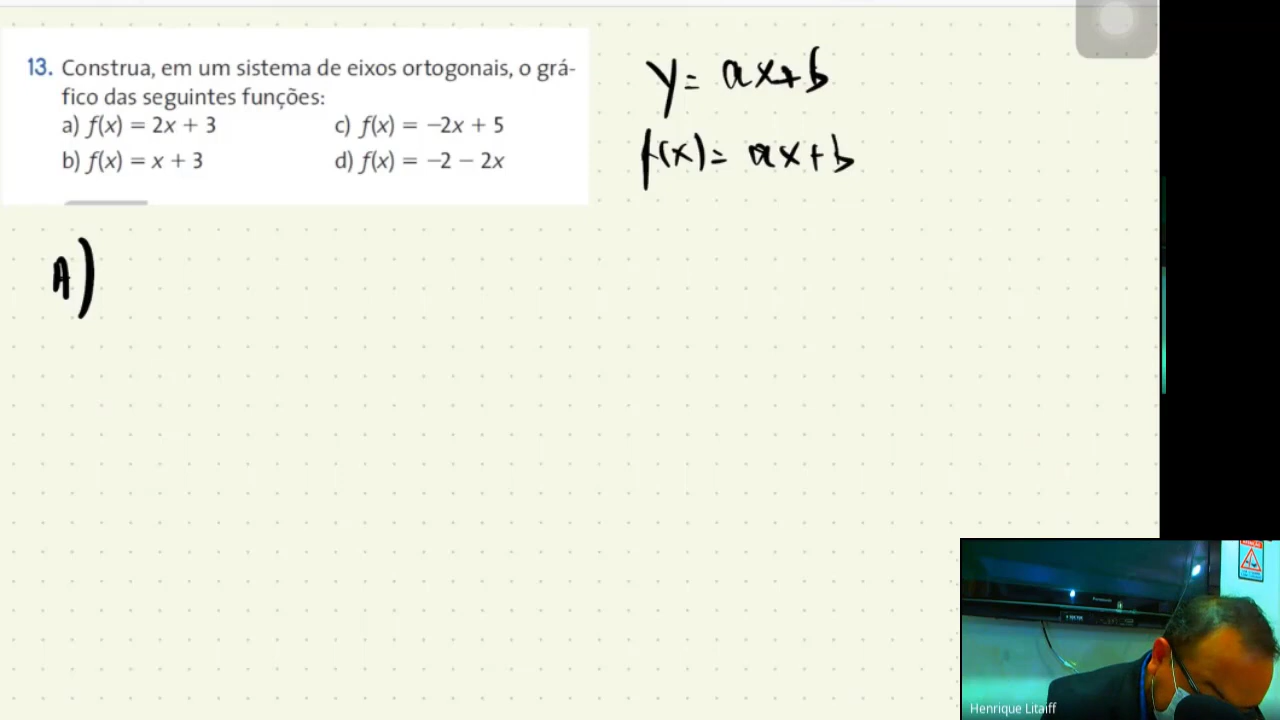 13. Construa, em um sistema de eixos ortogonais, o grá-
fico das seguintes funções:
a) f(x) = 2x + 3
c) f(x) = −2x + 5
b) f(x) = x + 3
d) f(x) = −2 − 2x
y = ax+b
f(x) = ax+b
A)
Henrique Litaiff